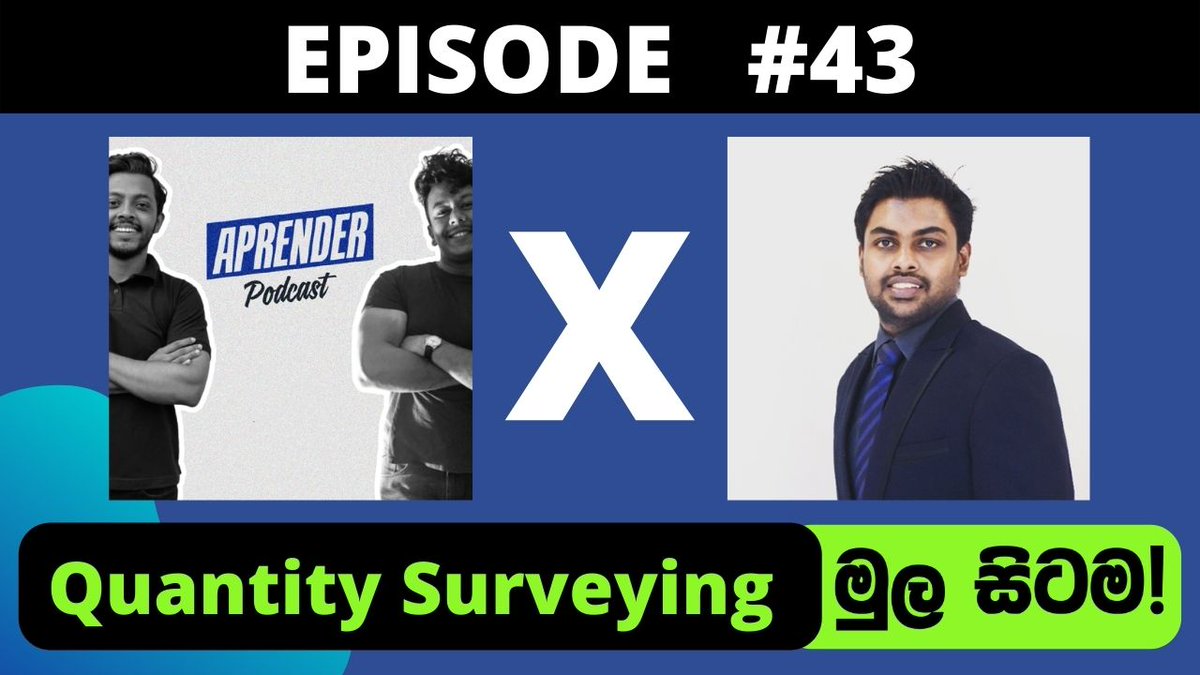 EPISODE #43
APRENDER
Podcast
X
Quantity Surveying
මුල සිටම!